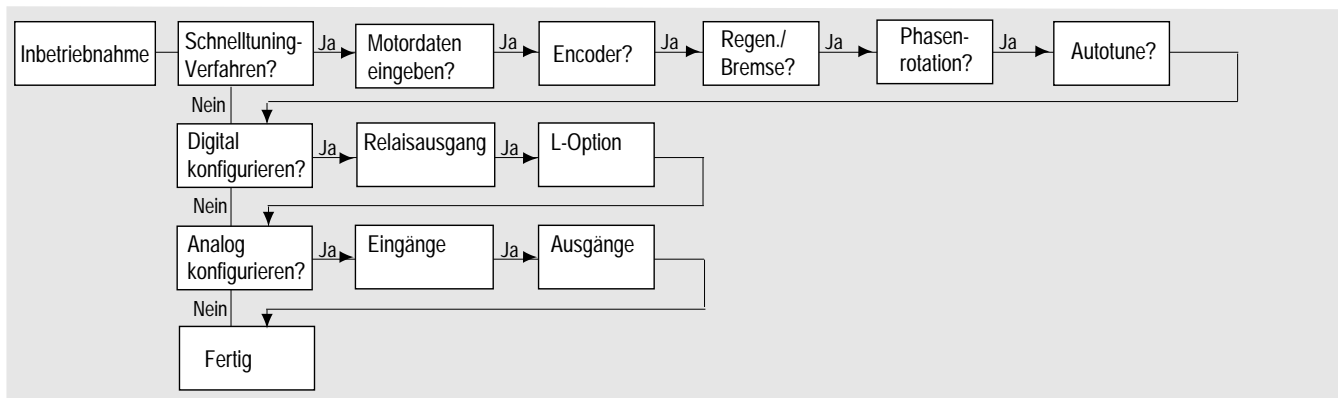 Inbetriebnahme
Schnelltuning-
Verfahren?
Ja
Motordaten
eingeben?
Ja
Encoder?
Ja
Regen./
Bremse?
Ja
Phasen-
rotation?
Ja
Autotune?
Nein
Digital
konfigurieren?
Ja
Relaisausgang
Ja
L-Option
Nein
Analog
konfigurieren?
Ja
Eingänge
Ja
Ausgänge
Nein
Fertig